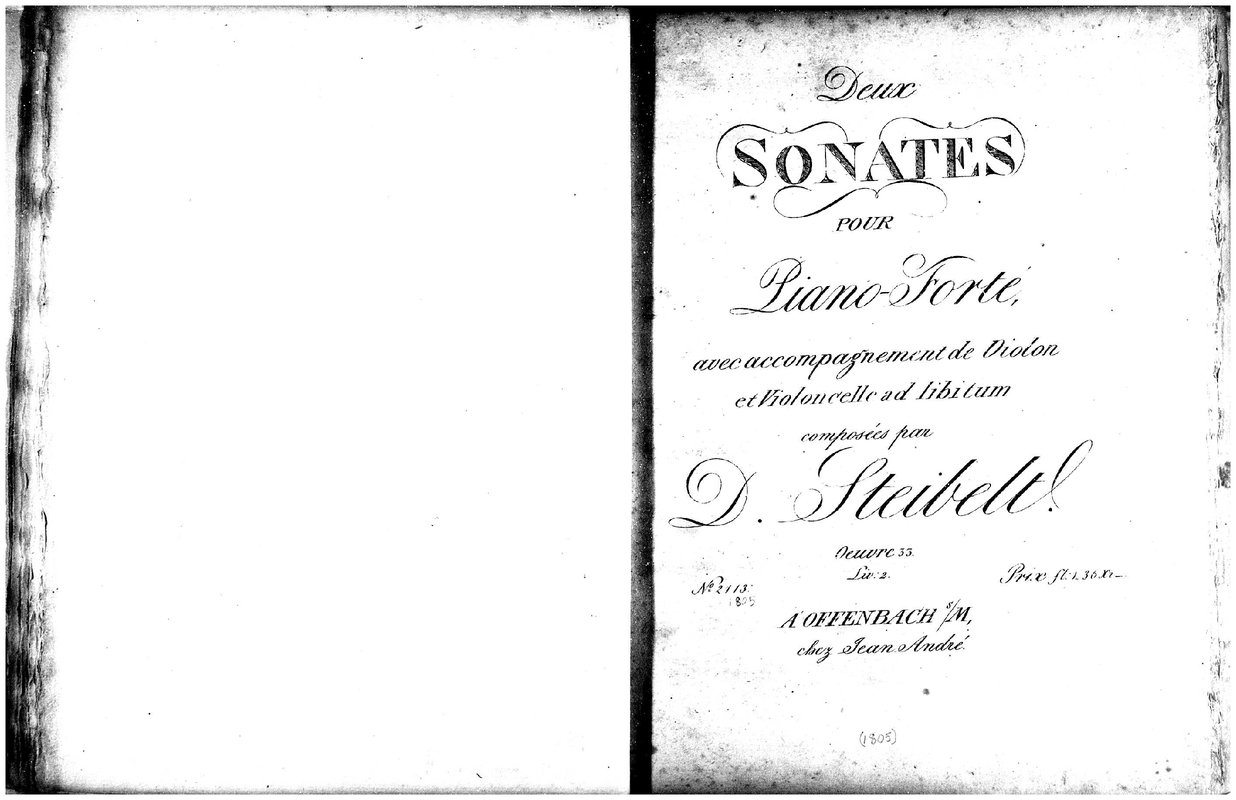 Deux
SONATES
POUR
Piano-Forté,
avec accompagnement de Violon
et Violoncelle ad libitum
composées par
D. Steibelt.
Oeuvre 33.
Liv: 2.
Nº 2113.
Prix fl: 1, 36 Xr
1805
A OFFENBACH s/M,
chez Jean André.
(1805)